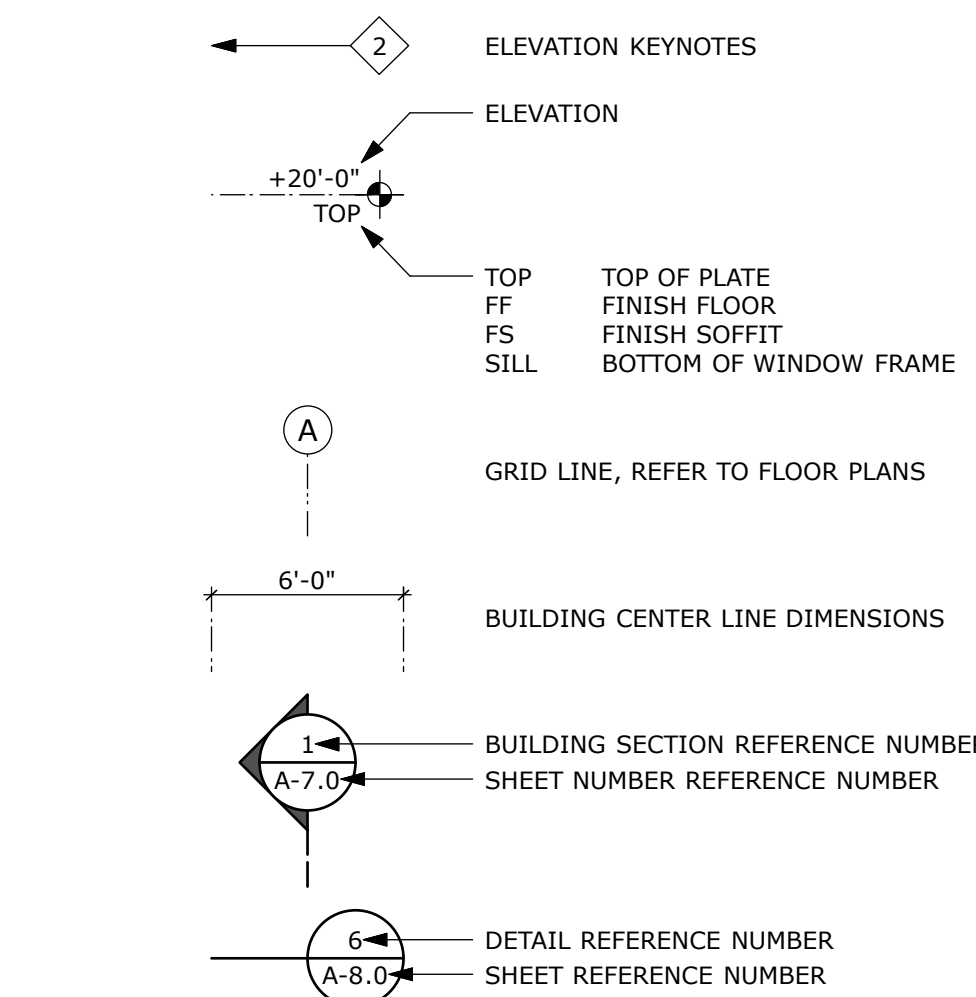 2 ELEVATION KEYNOTES
ELEVATION
+20'-0"
TOP
TOP TOP OF PLATE
FF FINISH FLOOR
FS FINISH SOFFIT
SILL BOTTOM OF WINDOW FRAME
A
GRID LINE, REFER TO FLOOR PLANS
6'-0"
BUILDING CENTER LINE DIMENSIONS
1 BUILDING SECTION REFERENCE NUMBER
A-7.0 SHEET NUMBER REFERENCE NUMBER
6 DETAIL REFERENCE NUMBER
A-8.0 SHEET REFERENCE NUMBER